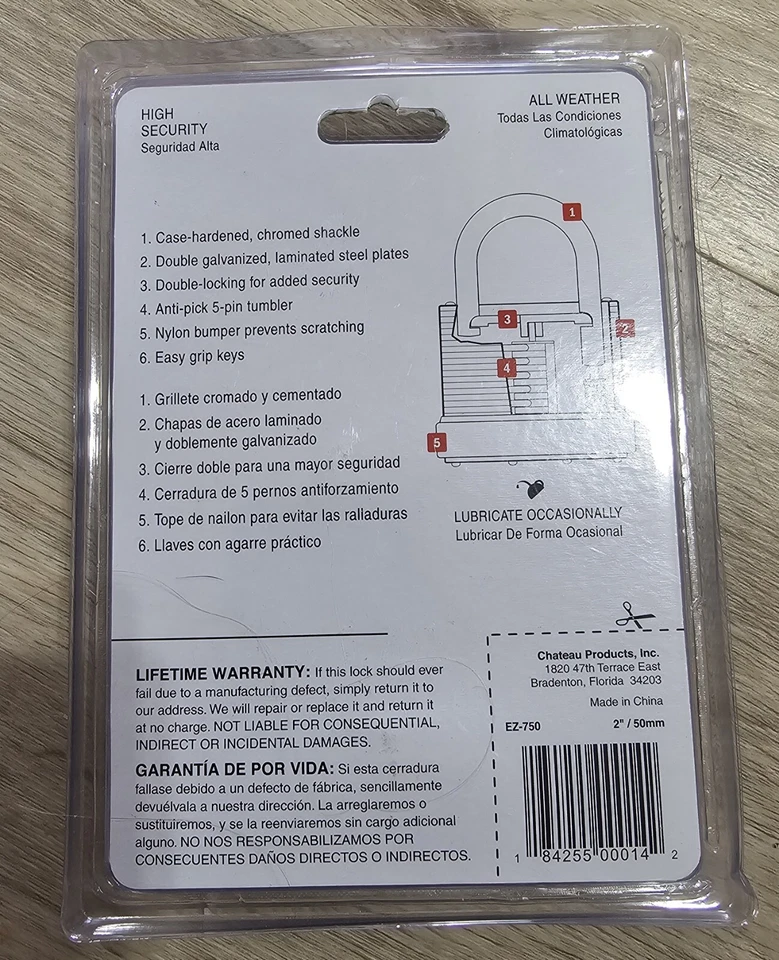 HIGH
SECURITY
Seguridad Alta
ALL WEATHER
Todas Las Condiciones
Climatológicas
1. Case-hardened, chromed shackle
2. Double galvanized, laminated steel plates
3. Double-locking for added security
4. Anti-pick 5-pin tumbler
5. Nylon bumper prevents scratching
6. Easy grip keys
1. Grillete cromado y cementado
2. Chapas de acero laminado
y doblemente galvanizado
3. Cierre doble para una mayor seguridad
4. Cerradura de 5 pernos antiforzamiento
5. Tope de nailon para evitar las ralladuras
6. Llaves con agarre práctico
1
3
2
4
5
LUBRICATE OCCASIONALLY
Lubricar De Forma Ocasional
LIFETIME WARRANTY: If this lock should ever
fail due to a manufacturing defect, simply return it to
our address. We will repair or replace it and return it
at no charge. NOT LIABLE FOR CONSEQUENTIAL,
INDIRECT OR INCIDENTAL DAMAGES.
GARANTÍA DE POR VIDA: Si esta cerradura
fallase debido a un defecto de fábrica, sencillamente
devuélvala a nuestra dirección. La arreglaremos o
sustituiremos, y se la reenviaremos sin cargo adicional
alguno. NO NOS RESPONSABILIZAMOS POR
CONSECUENTES DAÑOS DIRECTOS O INDIRECTOS.
Chateau Products, Inc.
1820 47th Terrace East
Bradenton, Florida 34203
Made in China
EZ-750 2" / 50mm
1 84255 00014 2